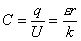 C = q/U = εr/k